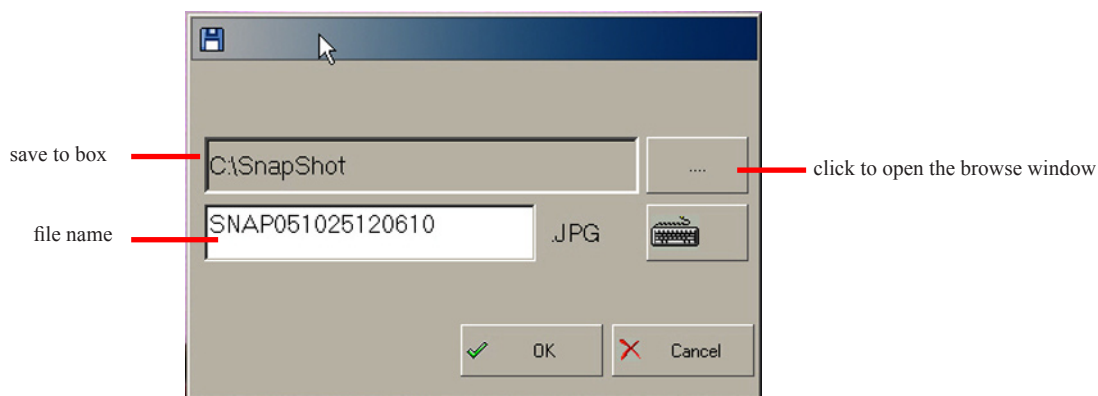 save to box
C:\SnapShot
....
click to open the browse window
file name
SNAP051025120610
.JPG
OK
Cancel